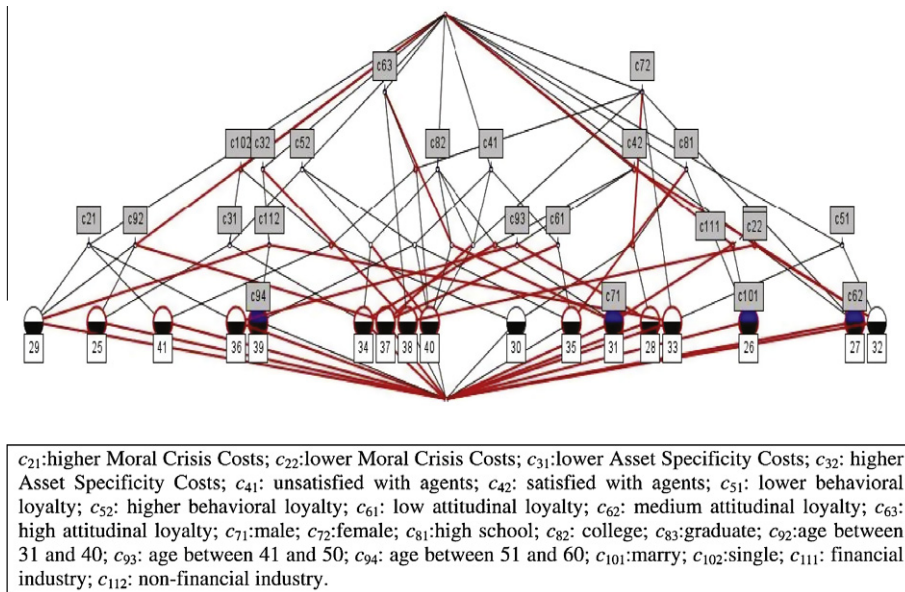 c63
c72
c102 c32 c52 c82 c41 c42 c81
c21 c92 c31 c112 c93 c61 c111 c22 c51
c94 c71 c101 c62
29 25 41 36 39 34 37 38 40 30 35 31 28 33 26 27 32
c21:higher Moral Crisis Costs; c22:lower Moral Crisis Costs; c31:lower Asset Specificity Costs; c32: higher
Asset Specificity Costs; c41: unsatisfied with agents; c42: satisfied with agents; c51: lower behavioral
loyalty; c52: higher behavioral loyalty; c61: low attitudinal loyalty; c62: medium attitudinal loyalty; c63:
high attitudinal loyalty; c71:male; c72:female; c81:high school; c82: college; c83:graduate; c92:age between
31 and 40; c93: age between 41 and 50; c94: age between 51 and 60; c101:marry; c102:single; c111: financial
industry; c112: non-financial industry.